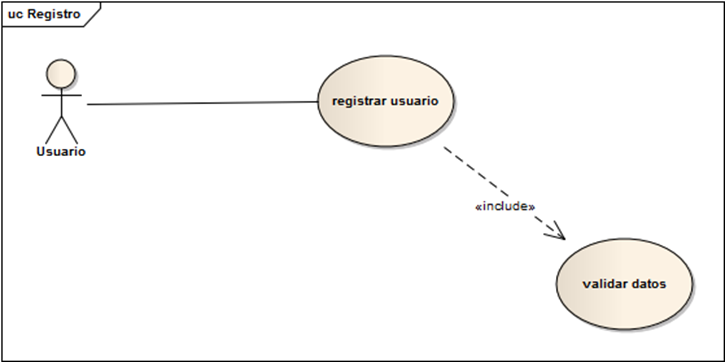 uc Registro
registrar usuario
Usuario
«include»
validar datos